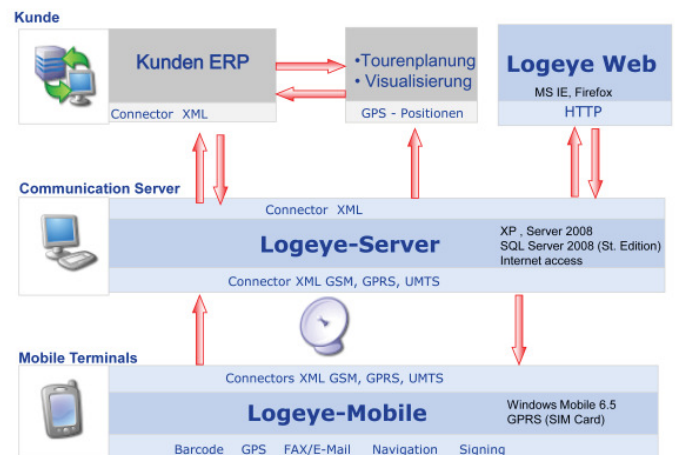 Kunde
Kunden ERP
Connector XML
•Tourenplanung
• Visualisierung
GPS - Positionen
Logeye Web
MS IE, Firefox
HTTP
Communication Server
Connector XML
Logeye-Server
XP , Server 2008
SQL Server 2008 (St. Edition)
Internet access
Connector XML GSM, GPRS, UMTS
Mobile Terminals
Connectors XML GSM, GPRS, UMTS
Logeye-Mobile
Windows Mobile 6.5
GPRS (SIM Card)
Barcode GPS FAX/E-Mail Navigation Signing